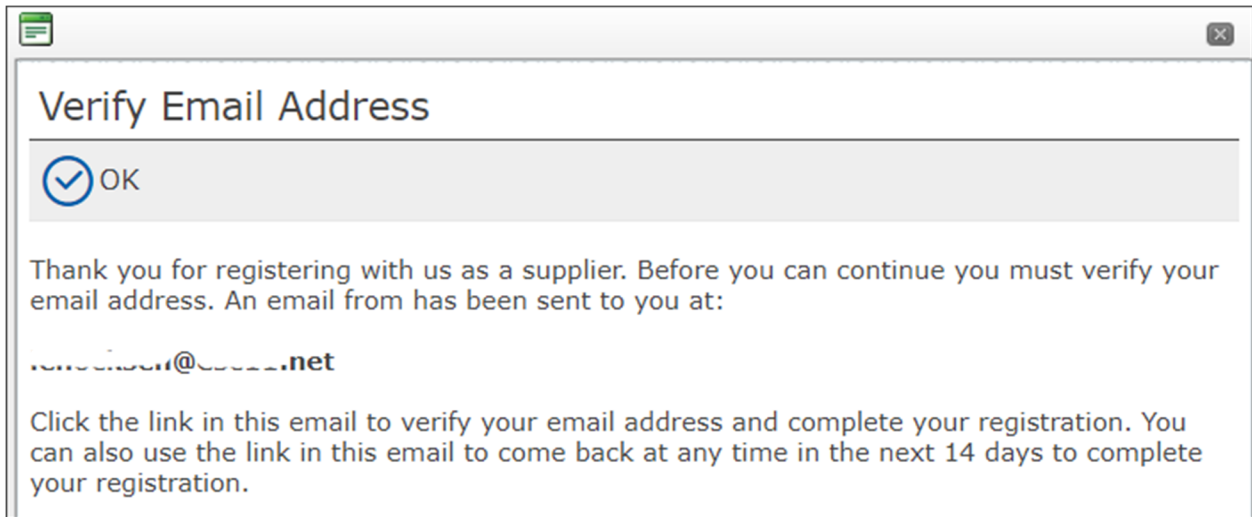 Verify Email Address
OK
Thank you for registering with us as a supplier. Before you can continue you must verify your
email address. An email from has been sent to you at:
.net
Click the link in this email to verify your email address and complete your registration. You
can also use the link in this email to come back at any time in the next 14 days to complete
your registration.